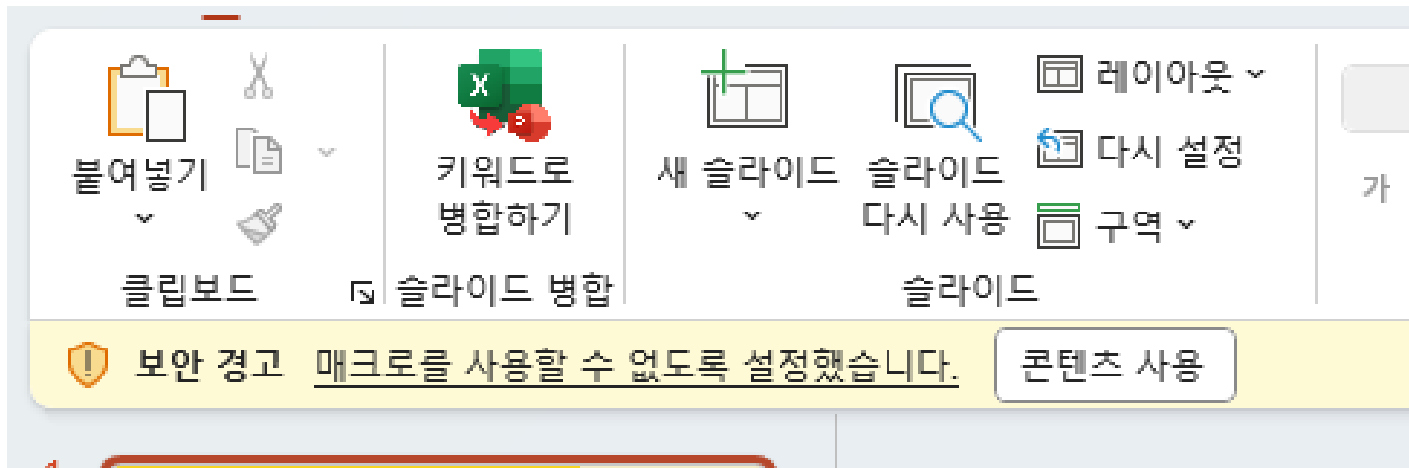 붙여넣기
클립보드
키워드로
병합하기
슬라이드 병합
새 슬라이드
슬라이드
다시 사용
레이아웃
다시 설정
구역
슬라이드
가
보안 경고 매크로를 사용할 수 없도록 설정했습니다. 콘텐츠 사용